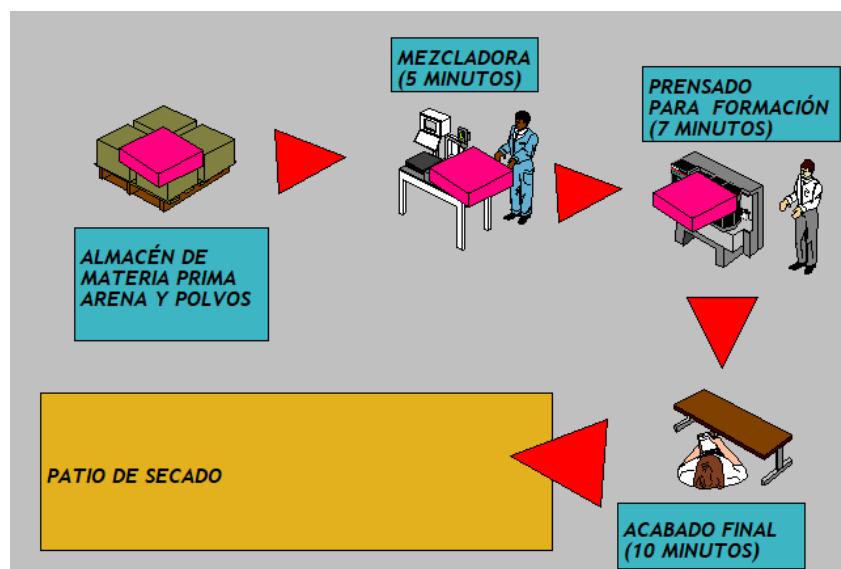 MEZCLADORA
(5 MINUTOS)
PRENSADO
PARA FORMACIÓN
(7 MINUTOS)
ALMACÉN DE
MATERIA PRIMA
ARENA Y POLVOS
PATIO DE SECADO
ACABADO FINAL
(10 MINUTOS)